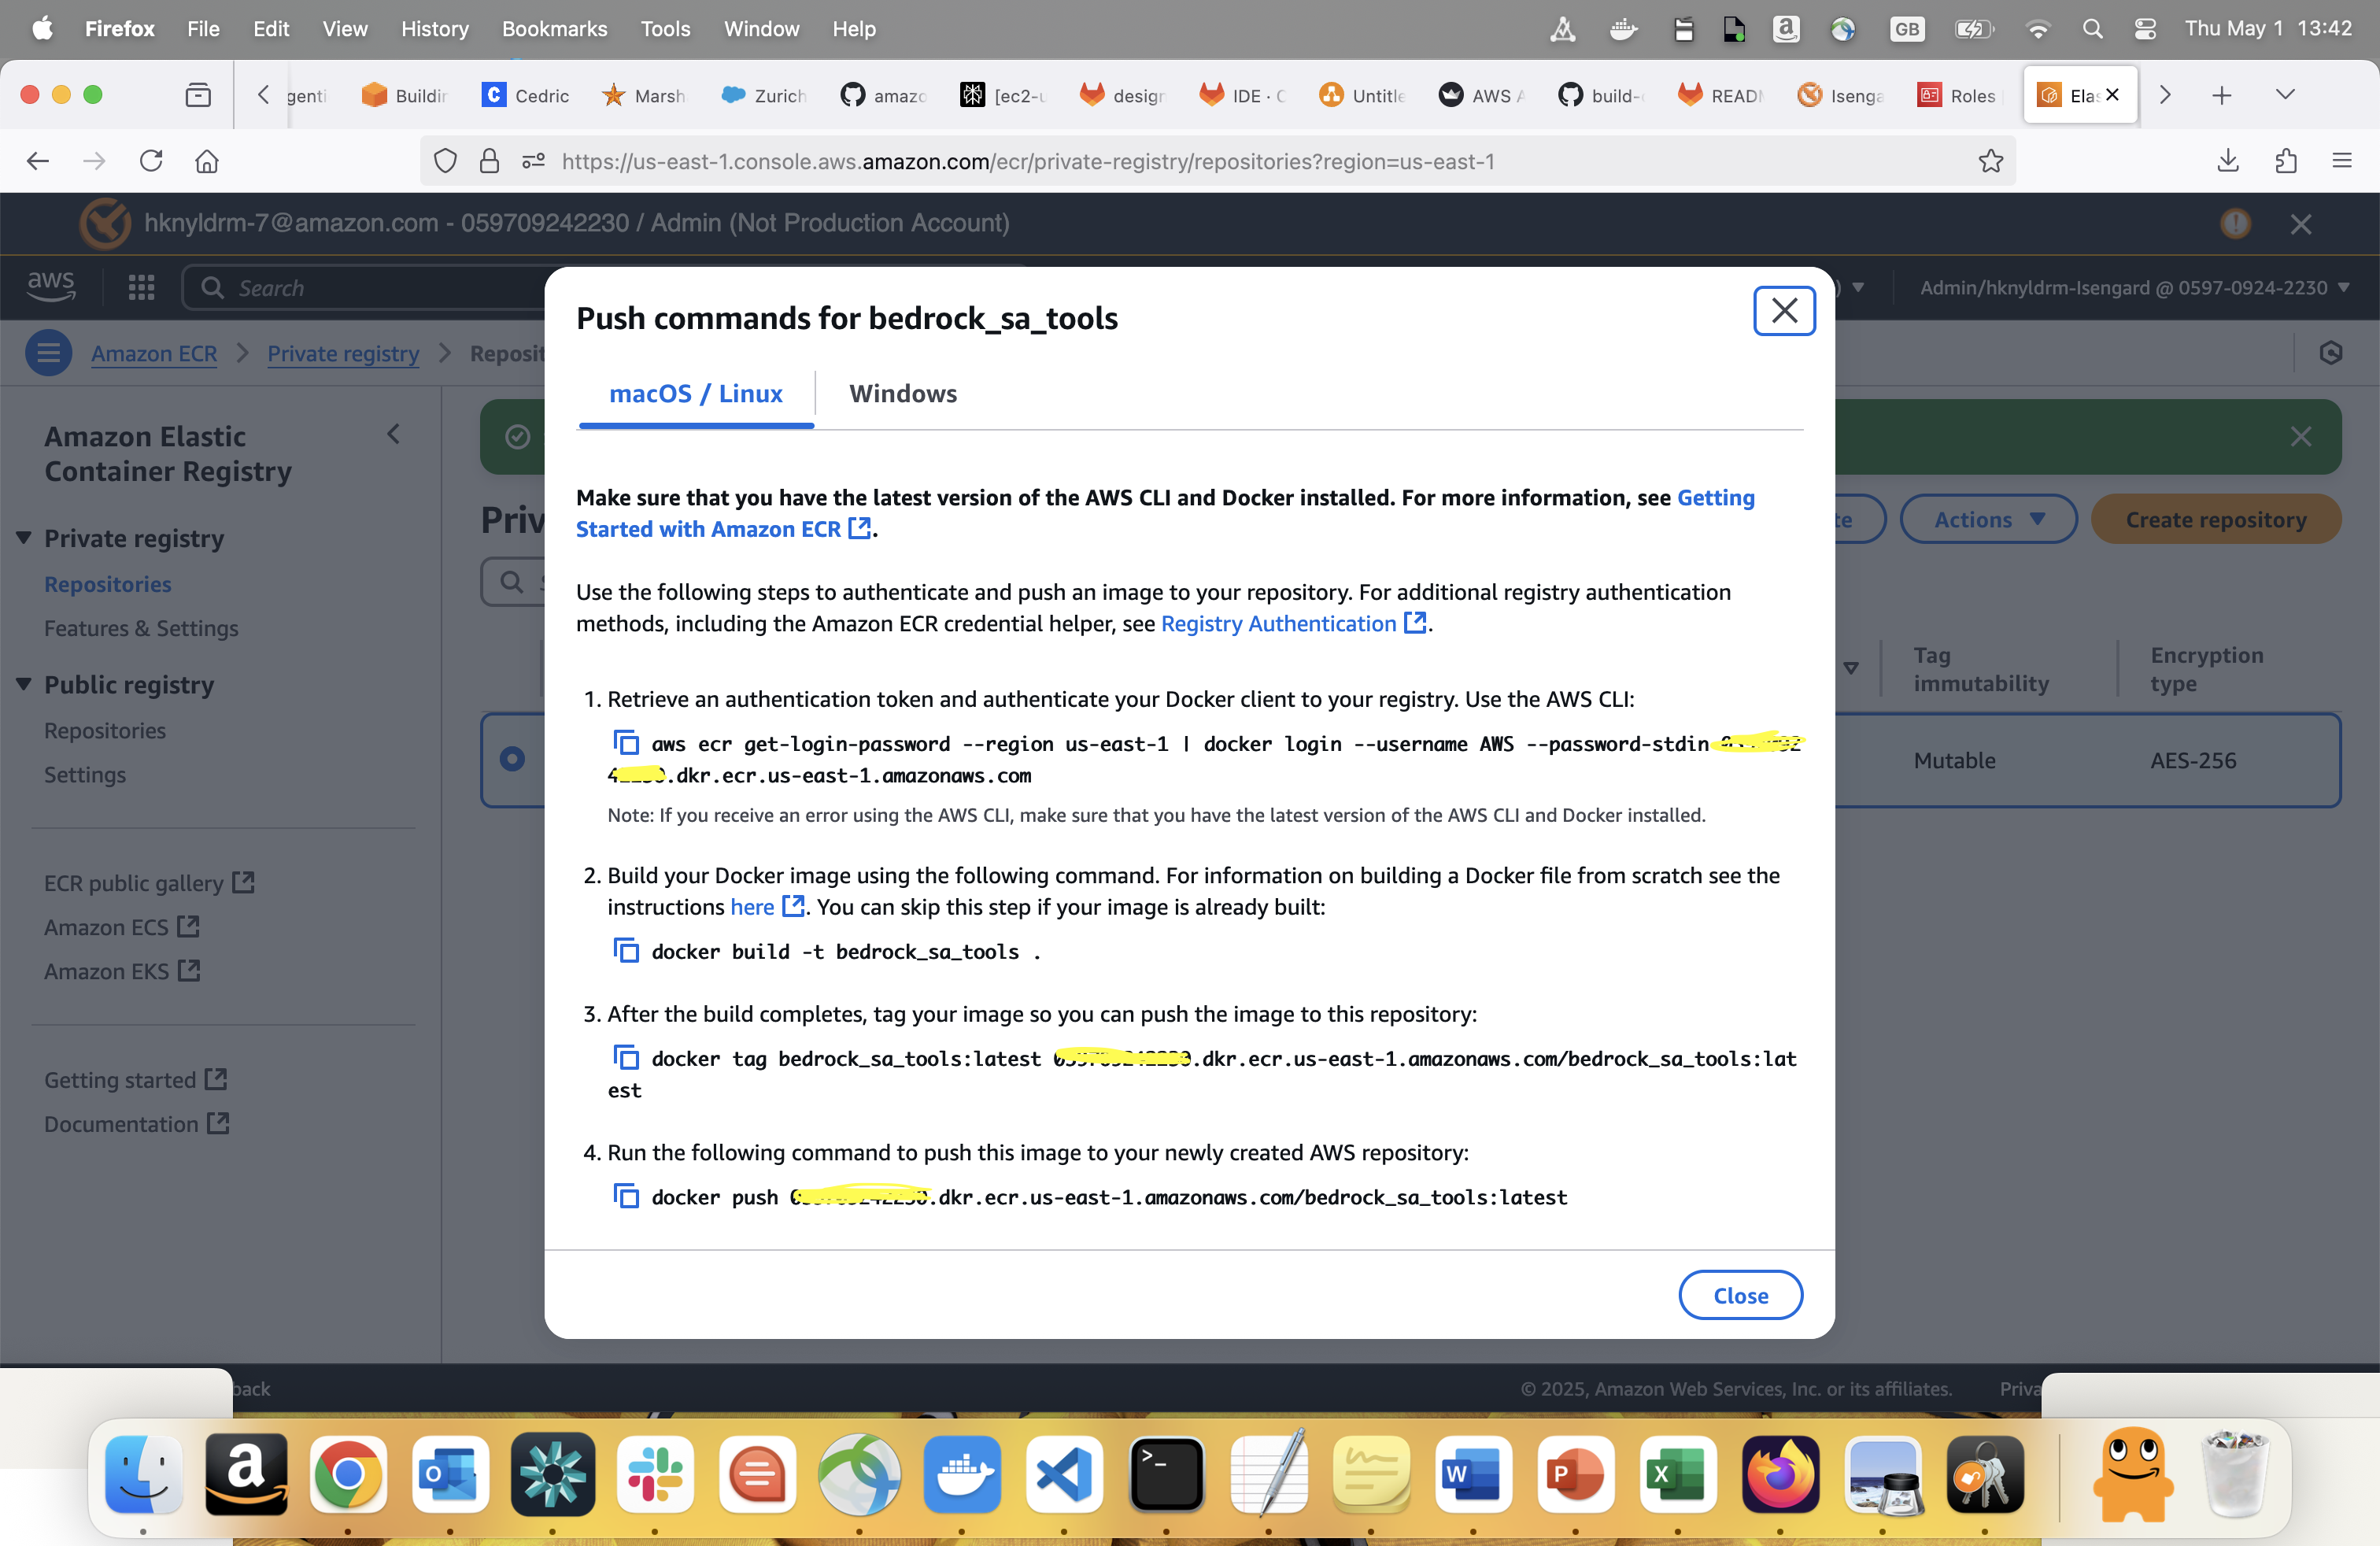 Firefox File Edit View History Bookmarks Tools Window Help GB Thu May 1 13:42
genti Buildin Cedric Marsh Zurich amazo [ec2-u design IDE · C Untitle AWS A build- READ Isenga Roles Elas
https://us-east-1.console.aws.amazon.com/ecr/private-registry/repositories?region=us-east-1
hknyldrm-7@amazon.com - 059709242230 / Admin (Not Production Account)
aws Search Admin/hknyldrm-Isengard @ 0597-0924-2230
Amazon ECR Private registry Reposit
Amazon Elastic
Container Registry
Private registry
Repositories
Features & Settings
Public registry
Repositories
Settings
ECR public gallery
Amazon ECS
Amazon EKS
Getting started
Documentation
Priv
te Actions Create repository
Tag
immutability
Encryption
type
Mutable AES-256
Push commands for bedrock_sa_tools
macOS / Linux Windows
Make sure that you have the latest version of the AWS CLI and Docker installed. For more information, see Getting
Started with Amazon ECR.
Use the following steps to authenticate and push an image to your repository. For additional registry authentication
methods, including the Amazon ECR credential helper, see Registry Authentication.
1. Retrieve an authentication token and authenticate your Docker client to your registry. Use the AWS CLI:
aws ecr get-login-password --region us-east-1 | docker login --username AWS --password-stdin
.dkr.ecr.us-east-1.amazonaws.com
Note: If you receive an error using the AWS CLI, make sure that you have the latest version of the AWS CLI and Docker installed.
2. Build your Docker image using the following command. For information on building a Docker file from scratch see the
instructions here. You can skip this step if your image is already built:
docker build -t bedrock_sa_tools .
3. After the build completes, tag your image so you can push the image to this repository:
docker tag bedrock_sa_tools:latest .dkr.ecr.us-east-1.amazonaws.com/bedrock_sa_tools:lat
est
4. Run the following command to push this image to your newly created AWS repository:
docker push .dkr.ecr.us-east-1.amazonaws.com/bedrock_sa_tools:latest
Close
back © 2025, Amazon Web Services, Inc. or its affiliates. Priva